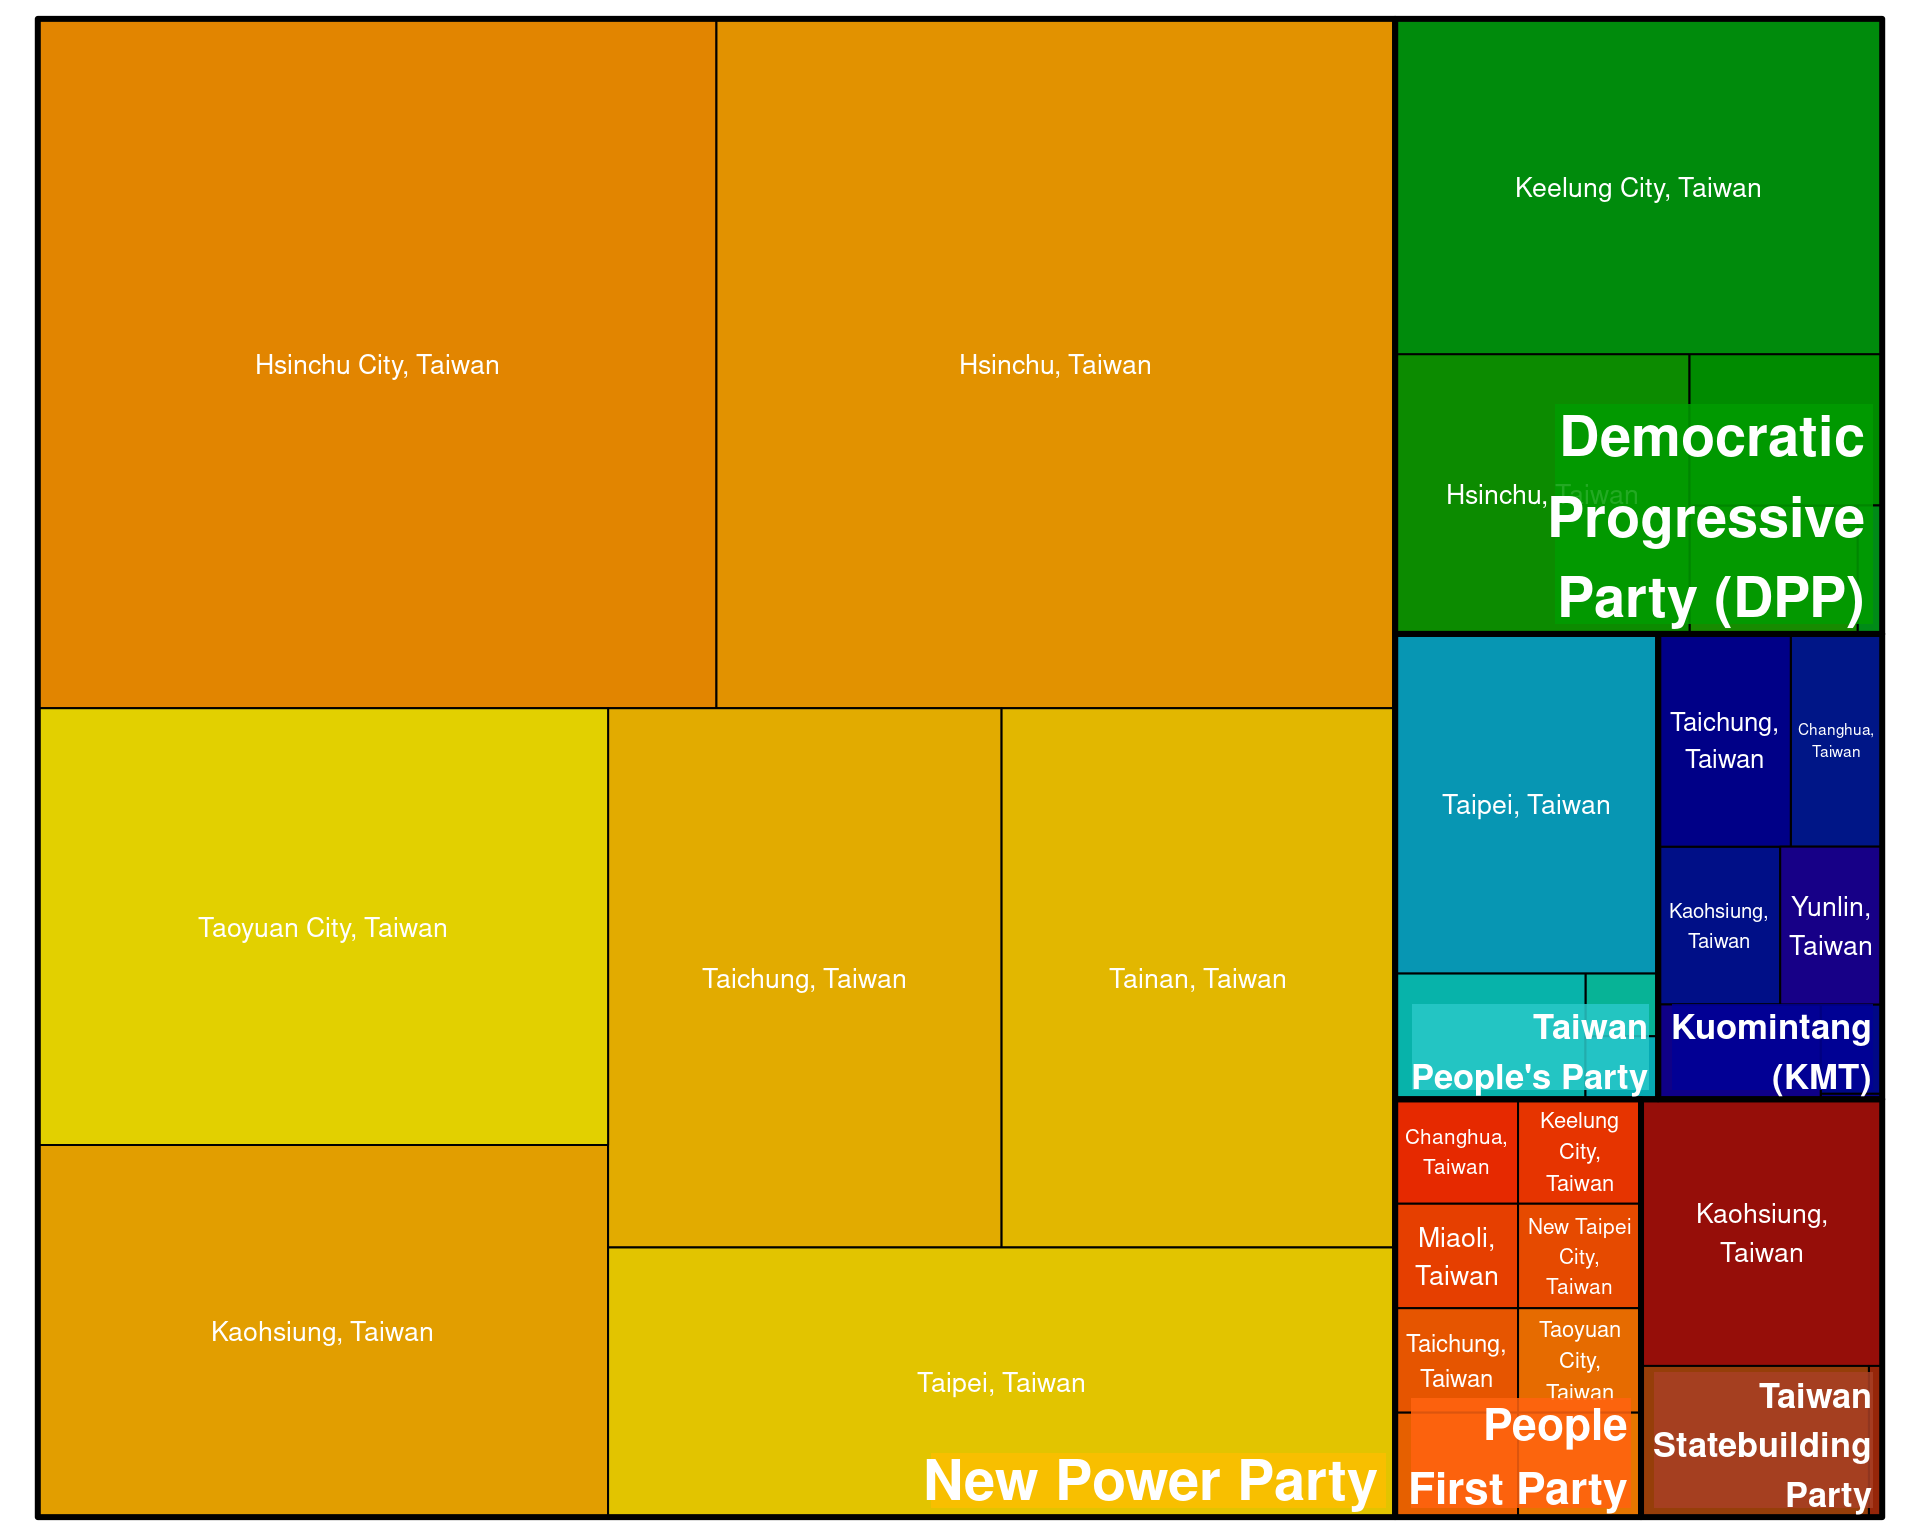 Hsinchu City, Taiwan
Hsinchu, Taiwan
Taoyuan City, Taiwan
Kaohsiung, Taiwan
Taichung, Taiwan
Tainan, Taiwan
Taipei, Taiwan
New Power Party
Keelung City, Taiwan
Hsinchu, Taiwan
Democratic
Progressive
Party (DPP)
Taipei, Taiwan
Taiwan
People's Party
Taichung,
Taiwan
Changhua,
Taiwan
Kaohsiung,
Taiwan
Yunlin,
Taiwan
Kuomintang
(KMT)
Changhua,
Taiwan
Keelung
City,
Taiwan
Miaoli,
Taiwan
New Taipei
City,
Taiwan
Taichung,
Taiwan
Taoyuan
City,
Taiwan
People
First Party
Kaohsiung,
Taiwan
Taiwan
Statebuilding
Party